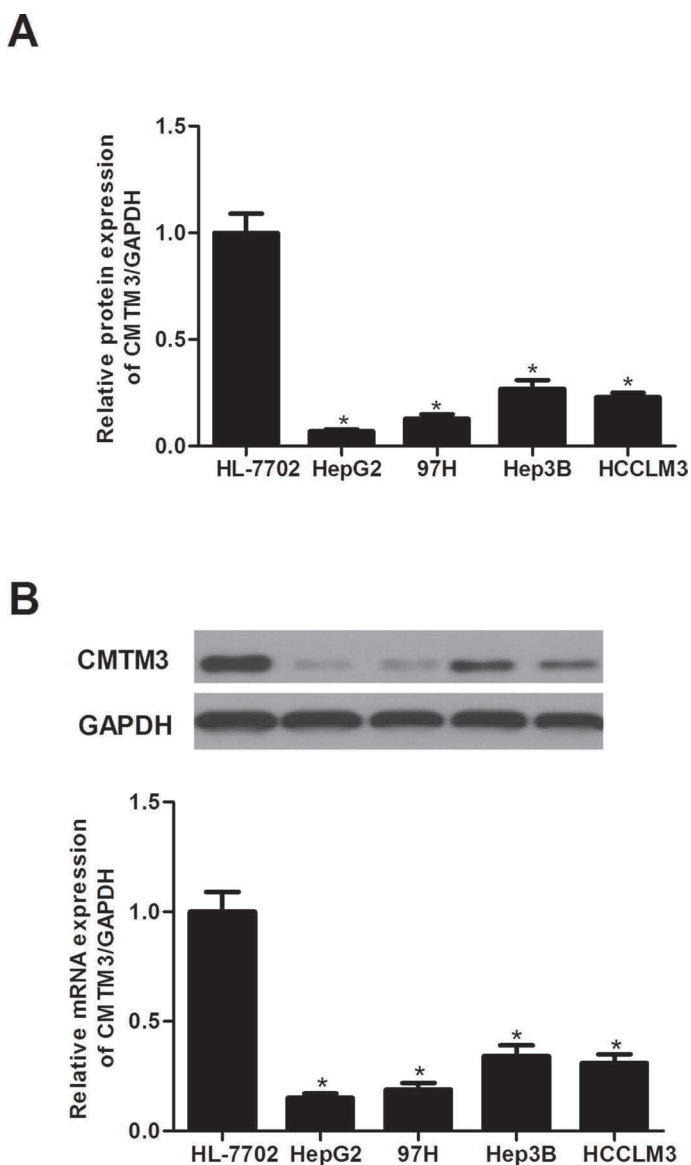 A
Relative protein expression
of CMTM3/GAPDH
1.5
1.0
0.5
0.0
*
*
*
*
HL-7702 HepG2 97H Hep3B HCCLM3
B
CMTM3
GAPDH
Relative mRNA expression
of CMTM3/GAPDH
1.5
1.0
0.5
0.0
*
*
*
*
HL-7702 HepG2 97H Hep3B HCCLM3